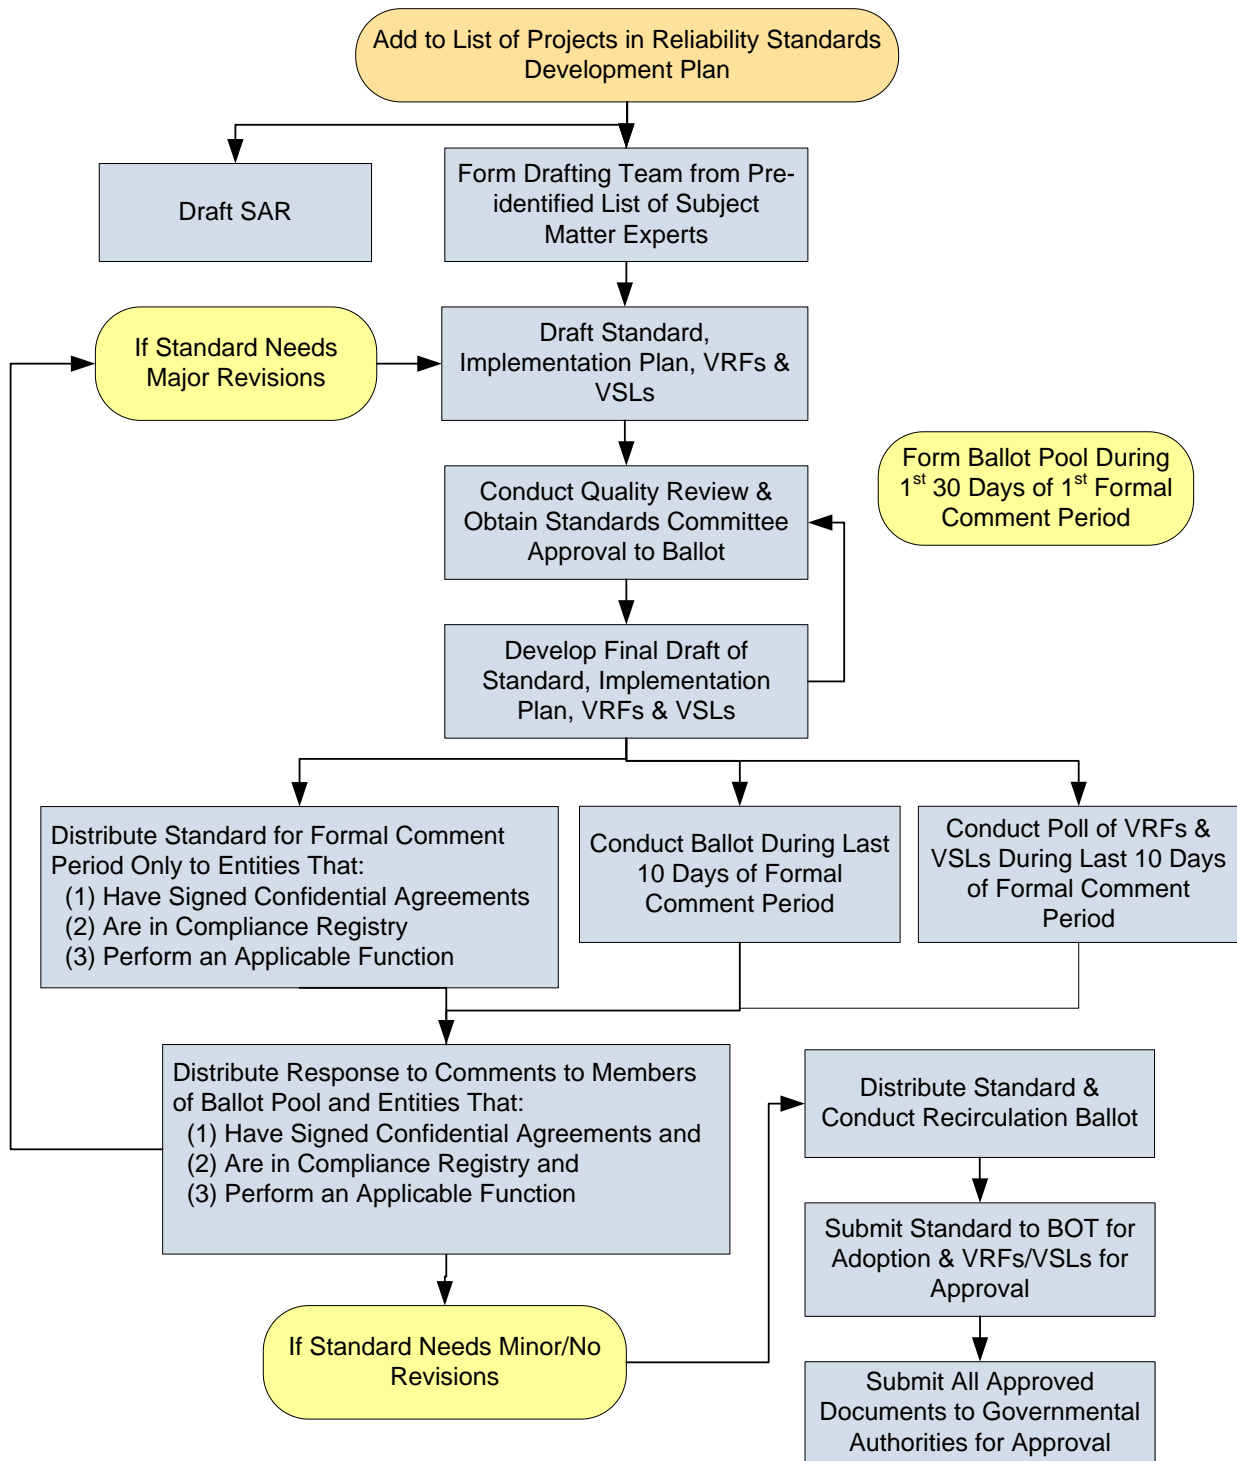 Add to List of Projects in Reliability Standards
Development Plan
Draft SAR
Form Drafting Team from Pre-
identified List of Subject
Matter Experts
If Standard Needs
Major Revisions
Draft Standard,
Implementation Plan, VRFs &
VSLs
Conduct Quality Review &
Obtain Standards Committee
Approval to Ballot
Form Ballot Pool During
1st 30 Days of 1st Formal
Comment Period
Develop Final Draft of
Standard, Implementation
Plan, VRFs & VSLs
Distribute Standard for Formal Comment
Period Only to Entities That:
(1) Have Signed Confidential Agreements
(2) Are in Compliance Registry
(3) Perform an Applicable Function
Conduct Ballot During Last
10 Days of Formal
Comment Period
Conduct Poll of VRFs &
VSLs During Last 10 Days
of Formal Comment
Period
Distribute Response to Comments to Members
of Ballot Pool and Entities That:
(1) Have Signed Confidential Agreements and
(2) Are in Compliance Registry and
(3) Perform an Applicable Function
Distribute Standard &
Conduct Recirculation Ballot
Submit Standard to BOT for
Adoption & VRFs/VSLs for
Approval
If Standard Needs Minor/No
Revisions
Submit All Approved
Documents to Governmental
Authorities for Approval